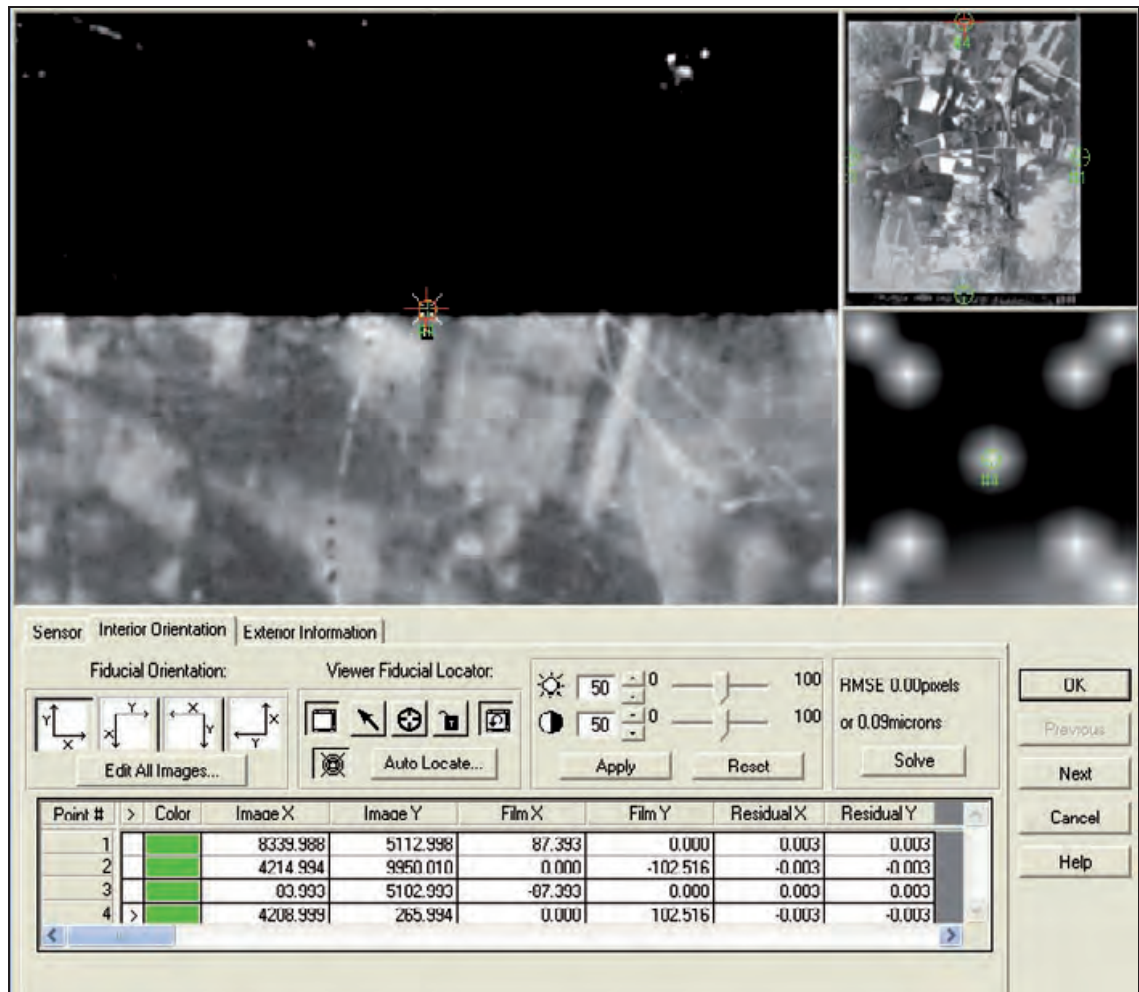 #4
#1
Sensor Interior Orientation Exterior Information
Fiducial Orientation:
Viewer Fiducial Locator:
Y X
Y X
X Y
X Y
Edit All Images...
Auto Locate...
50 0 100
50 0 100
Apply Reset
RMSE 0.00pixels
or 0.09microns
Solve
OK
Previous
Next
Cancel
Help
Point # > Color Image X Image Y Film X Film Y Residual X Residual Y
1 8339.988 5112.998 87.393 0.000 0.003 0.003
2 4214.994 9950.010 0.000 -102.516 -0.003 -0.003
3 5102.993 0.000 0.003 0.003
4 > 4208.999 265.994 0.000 102.516 -0.003 -0.003